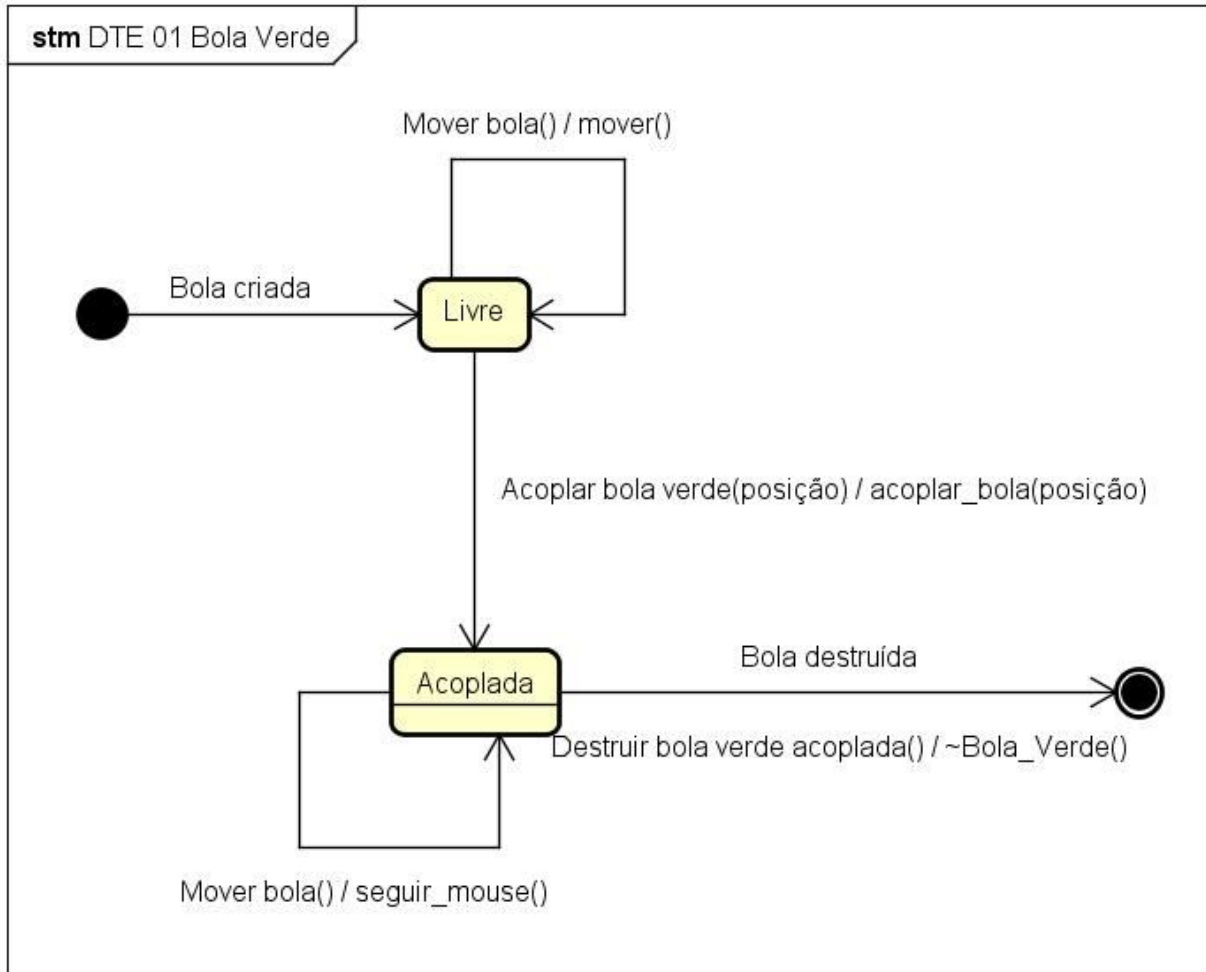 stm DTE 01 Bola Verde
Mover bola() / mover()
Bola criada
Livre
Acoplar bola verde(posição) / acoplar_bola(posição)
Bola destruída
Acoplada
Destruir bola verde acoplada() / ~Bola_Verde()
Mover bola() / seguir_mouse()